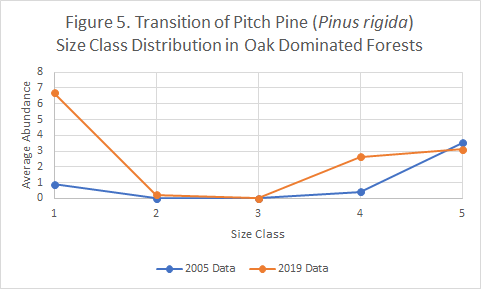 Figure 5. Transition of Pitch Pine (Pinus rigida)
Size Class Distribution in Oak Dominated Forests
8
7
6
5
4
3
2
1
0
Average Abundance
1 2 3 4 5
Size Class
2005 Data 2019 Data